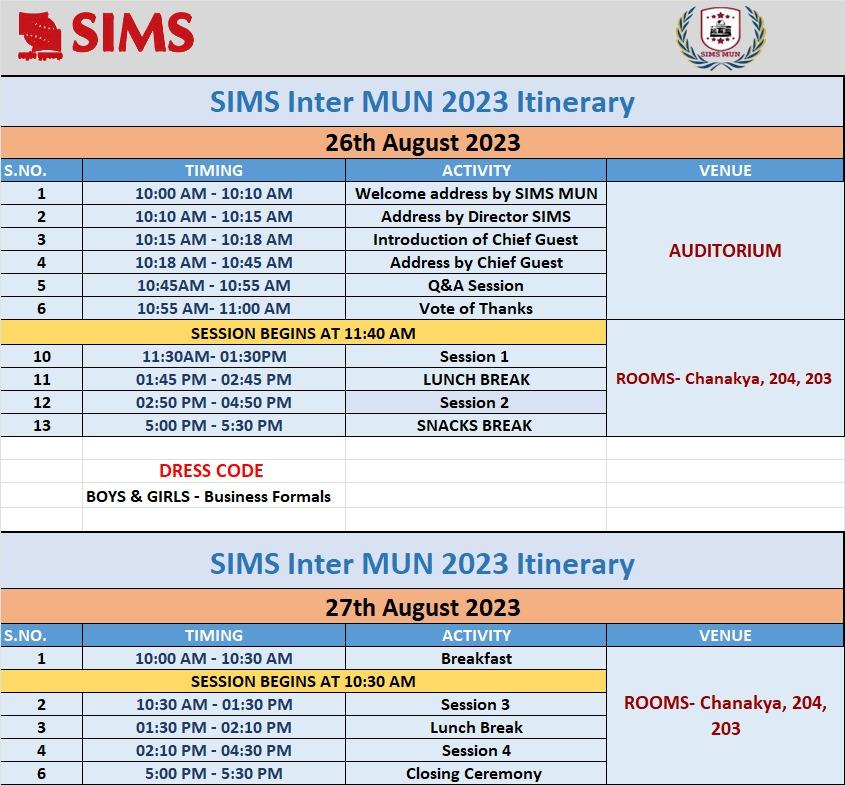 SIMS
SIMS MUN
SIMS Inter MUN 2023 Itinerary
26th August 2023
S.NO. TIMING ACTIVITY VENUE
1 10:00 AM - 10:10 AM Welcome address by SIMS MUN
2 10:10 AM - 10:15 AM Address by Director SIMS
3 10:15 AM - 10:18 AM Introduction of Chief Guest
AUDITORIUM
4 10:18 AM - 10:45 AM Address by Chief Guest
5 10:45AM- 10:55 AM Q&A Session
6 10:55 AM- 11:00 AM Vote of Thanks
SESSION BEGINS AT 11:40 AM
10 11:30AM- 01:30PM Session 1
11 01:45 PM - 02:45 PM LUNCH BREAK ROOMS- Chanakya, 204, 203
12 02:50 PM - 04:50 PM Session 2
13 5:00 PM - 5:30 PM SNACKS BREAK
DRESS CODE
BOYS & GIRLS - Business Formals
SIMS Inter MUN 2023 Itinerary
27th August 2023
S.NO. TIMING ACTIVITY VENUE
1 10:00 AM - 10:30 AM Breakfast
SESSION BEGINS AT 10:30 AM
2 10:30 AM - 01:30 PM Session 3
ROOMS- Chanakya, 204,
203
3 01:30 PM - 02:10 PM Lunch Break
4 02:10 PM - 04:30 PM Session 4
6 5:00 PM - 5:30 PM Closing Ceremony